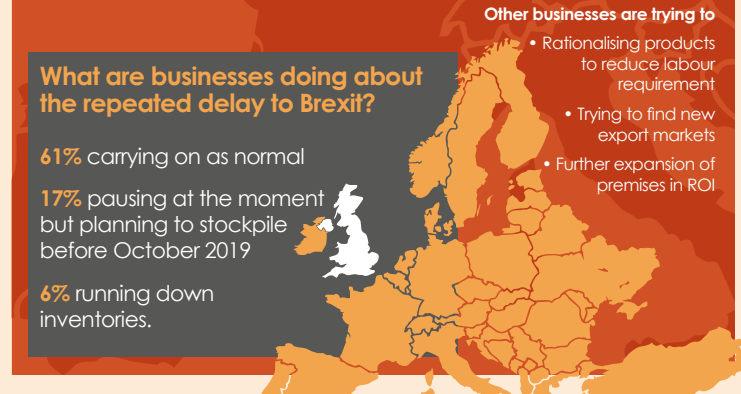 What are businesses doing about
the repeated delay to Brexit?
61% carrying on as normal
17% pausing at the moment
but planning to stockpile
before October 2019
6% running down
inventories.
Other businesses are trying to
• Rationalising products
to reduce labour
requirement
• Trying to find new
export markets
• Further expansion of
premises in ROI